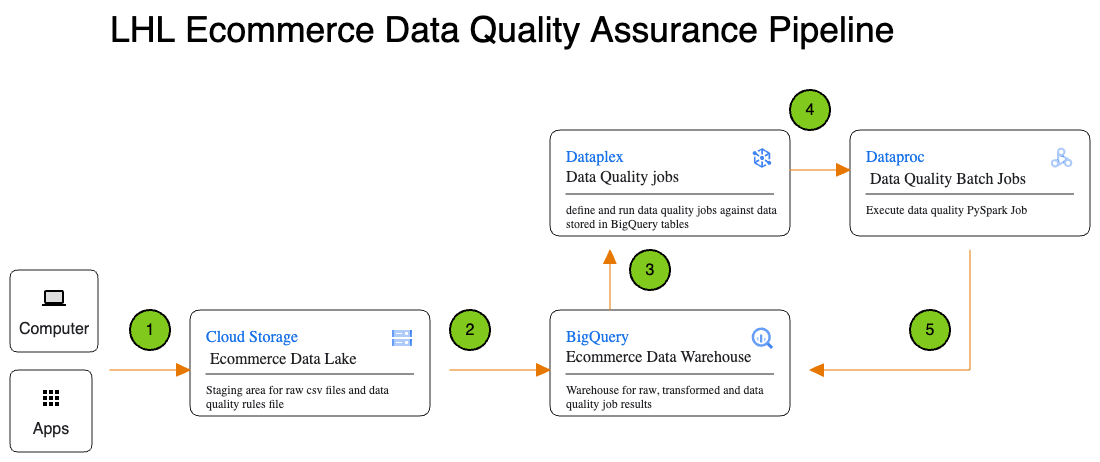 LHL Ecommerce Data Quality Assurance Pipeline
4
Dataplex
Data Quality jobs
define and run data quality jobs against data
stored in BigQuery tables
Dataproc
Data Quality Batch Jobs
Execute data quality PySpark Job
3
Computer
1
Cloud Storage
Ecommerce Data Lake
Staging area for raw csv files and data
quality rules file
2
BigQuery
Ecommerce Data Warehouse
Warehouse for raw, transformed and data
quality job results
5
Apps